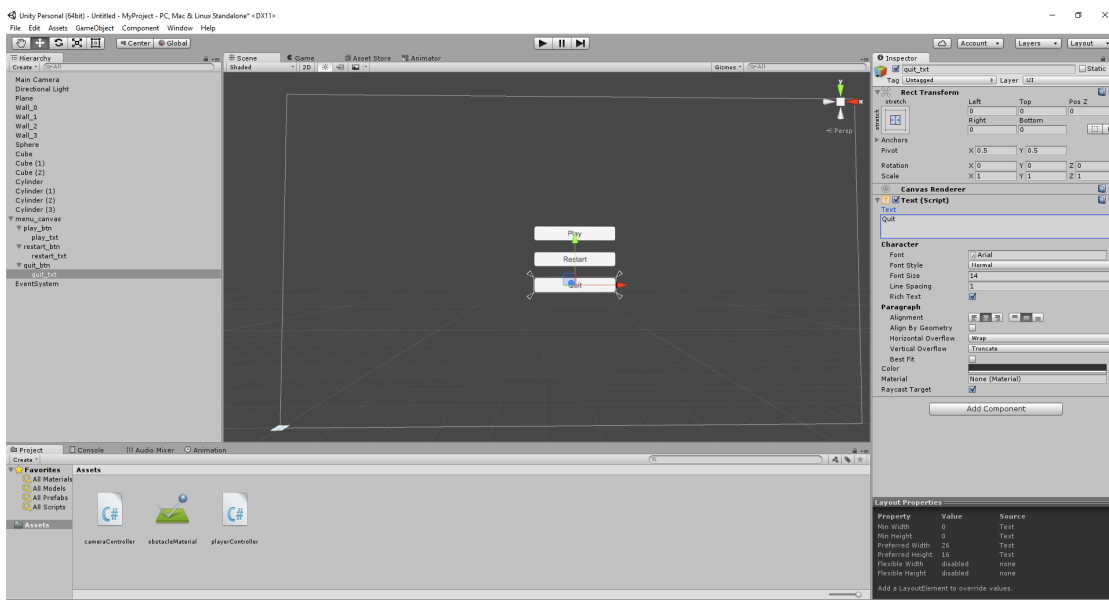 Unity Personal (64bit) - Untitled - MyProject - PC, Mac & Linux Standalone* <DX11>
File Edit Assets GameObject Component Window Help
Center Global
Account Layers Layout
Hierarchy
Create All
Main Camera
Directional Light
Plane
Wall_0
Wall_1
Wall_2
Wall_3
Sphere
Cube
Cube (1)
Cube (2)
Cylinder
Cylinder (1)
Cylinder (2)
Cylinder (3)
menu_canvas
play_btn
play_txt
restart_btn
restart_txt
quit_btn
quit_txt
EventSystem
Scene Game Asset Store Animator
Shaded 2D Gizmos All
y
x
Persp
Play
Restart
Quit
Inspector
quit_txt Static
Tag Untagged Layer UI
Rect Transform
stretch Left Top Pos Z
stretch 0 0 0
Right Bottom
0 0
Anchors
Pivot X 0.5 Y 0.5
Rotation X 0 Y 0 Z 0
Scale X 1 Y 1 Z 1
Canvas Renderer
Text (Script)
Text
Quit
Character
Font Arial
Font Style Normal
Font Size 14
Line Spacing 1
Rich Text
Paragraph
Alignment
Align By Geometry
Horizontal Overflow Wrap
Vertical Overflow Truncate
Best Fit
Color
Material None (Material)
Raycast Target
Add Component
Project Console Audio Mixer Animation
Create
Favorites
All Materials
All Models
All Prefabs
All Scripts
Assets
Assets
C# C#
cameraController obstacleMaterial playerController
Layout Properties
Property Value Source
Min Width 0 Text
Min Height 0 Text
Preferred Width 26 Text
Preferred Height 16 Text
Flexible Width disabled none
Flexible Height disabled none
Add a LayoutElement to override values.